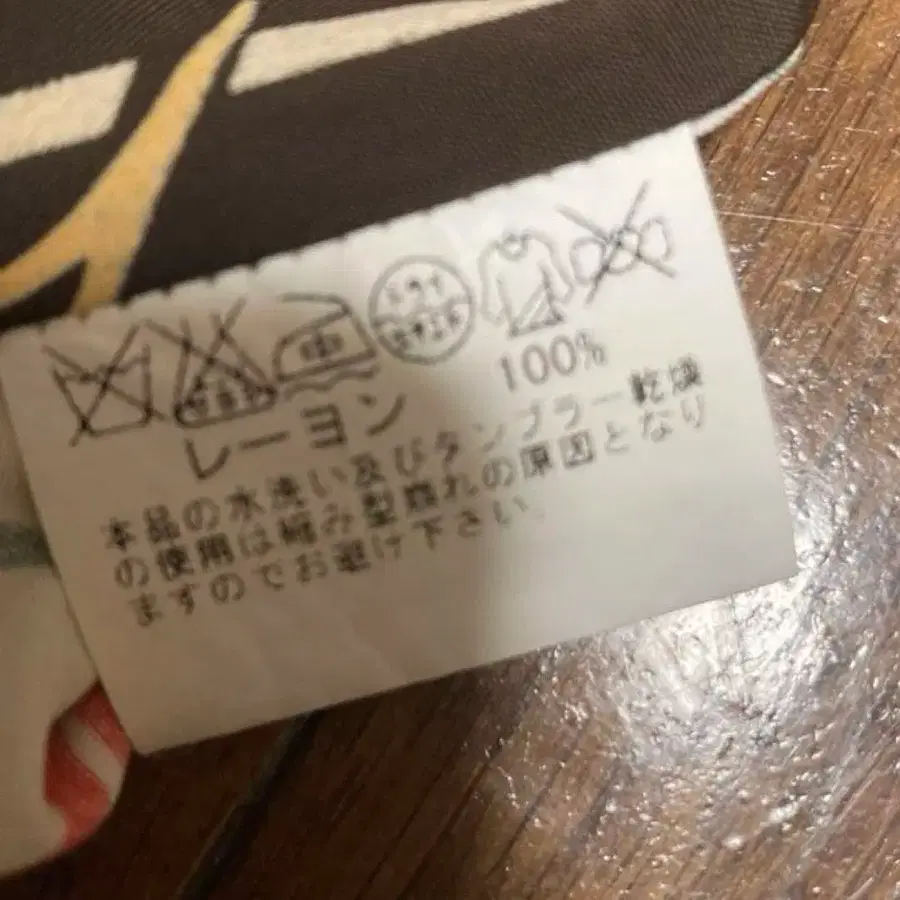 レーヨン 100%
本品の水洗い及びタンブラー乾燥
の使用は縮み型崩れの原因となり
ますのでお避け下さい.